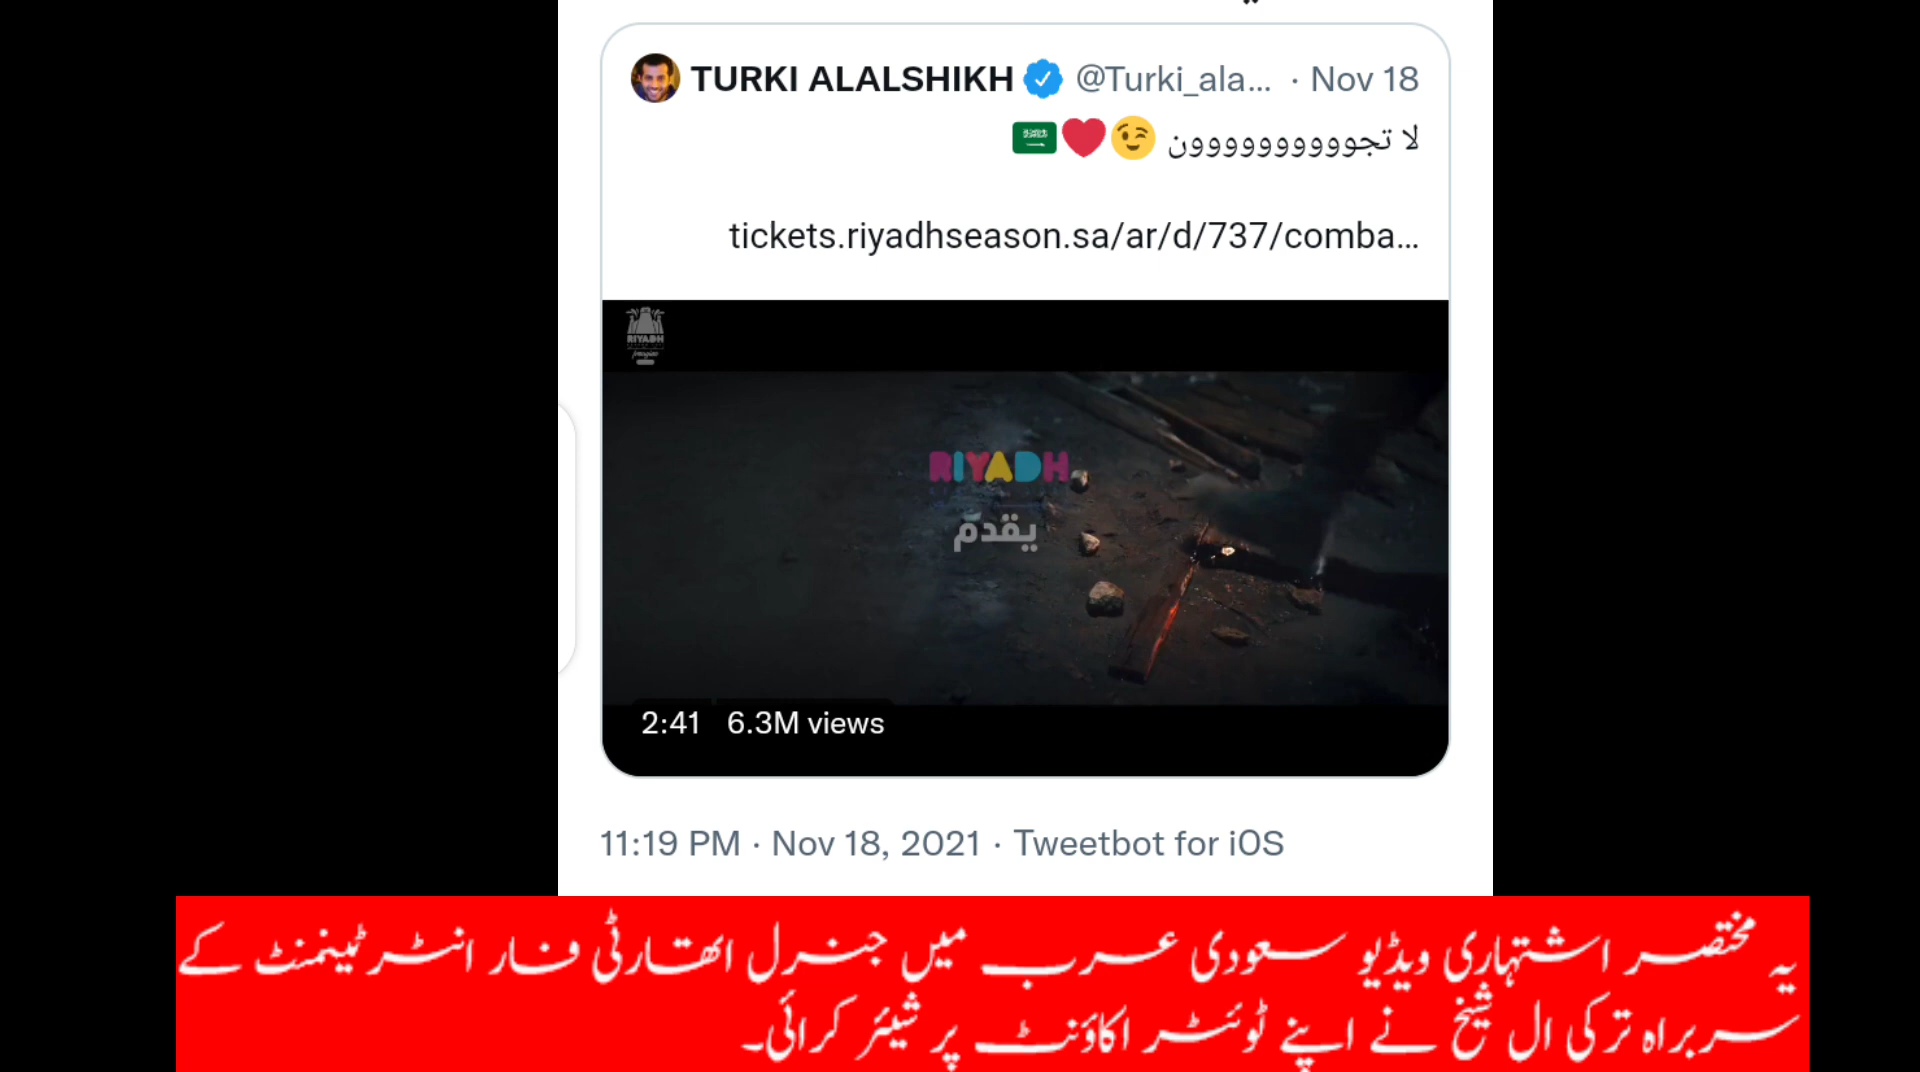 TURKI ALALSHIKH @Turki_ala... · Nov 18
لا تجوووووووووون 😉❤️🇸🇦
tickets.riyadhseason.sa/ar/d/737/comba...
RIYADH
RIYADH
يقدم
2:41 6.3M views
11:19 PM · Nov 18, 2021 · Tweetbot for iOS
یہ مختصر اشتہاری ویڈیو سعودی عرب میں جنرل اتھارٹی فار انٹرٹینمنٹ کے
سربراہ ترکی ال شیخ نے اپنے ٹوئٹر اکاؤنٹ پر شیئر کرائی۔